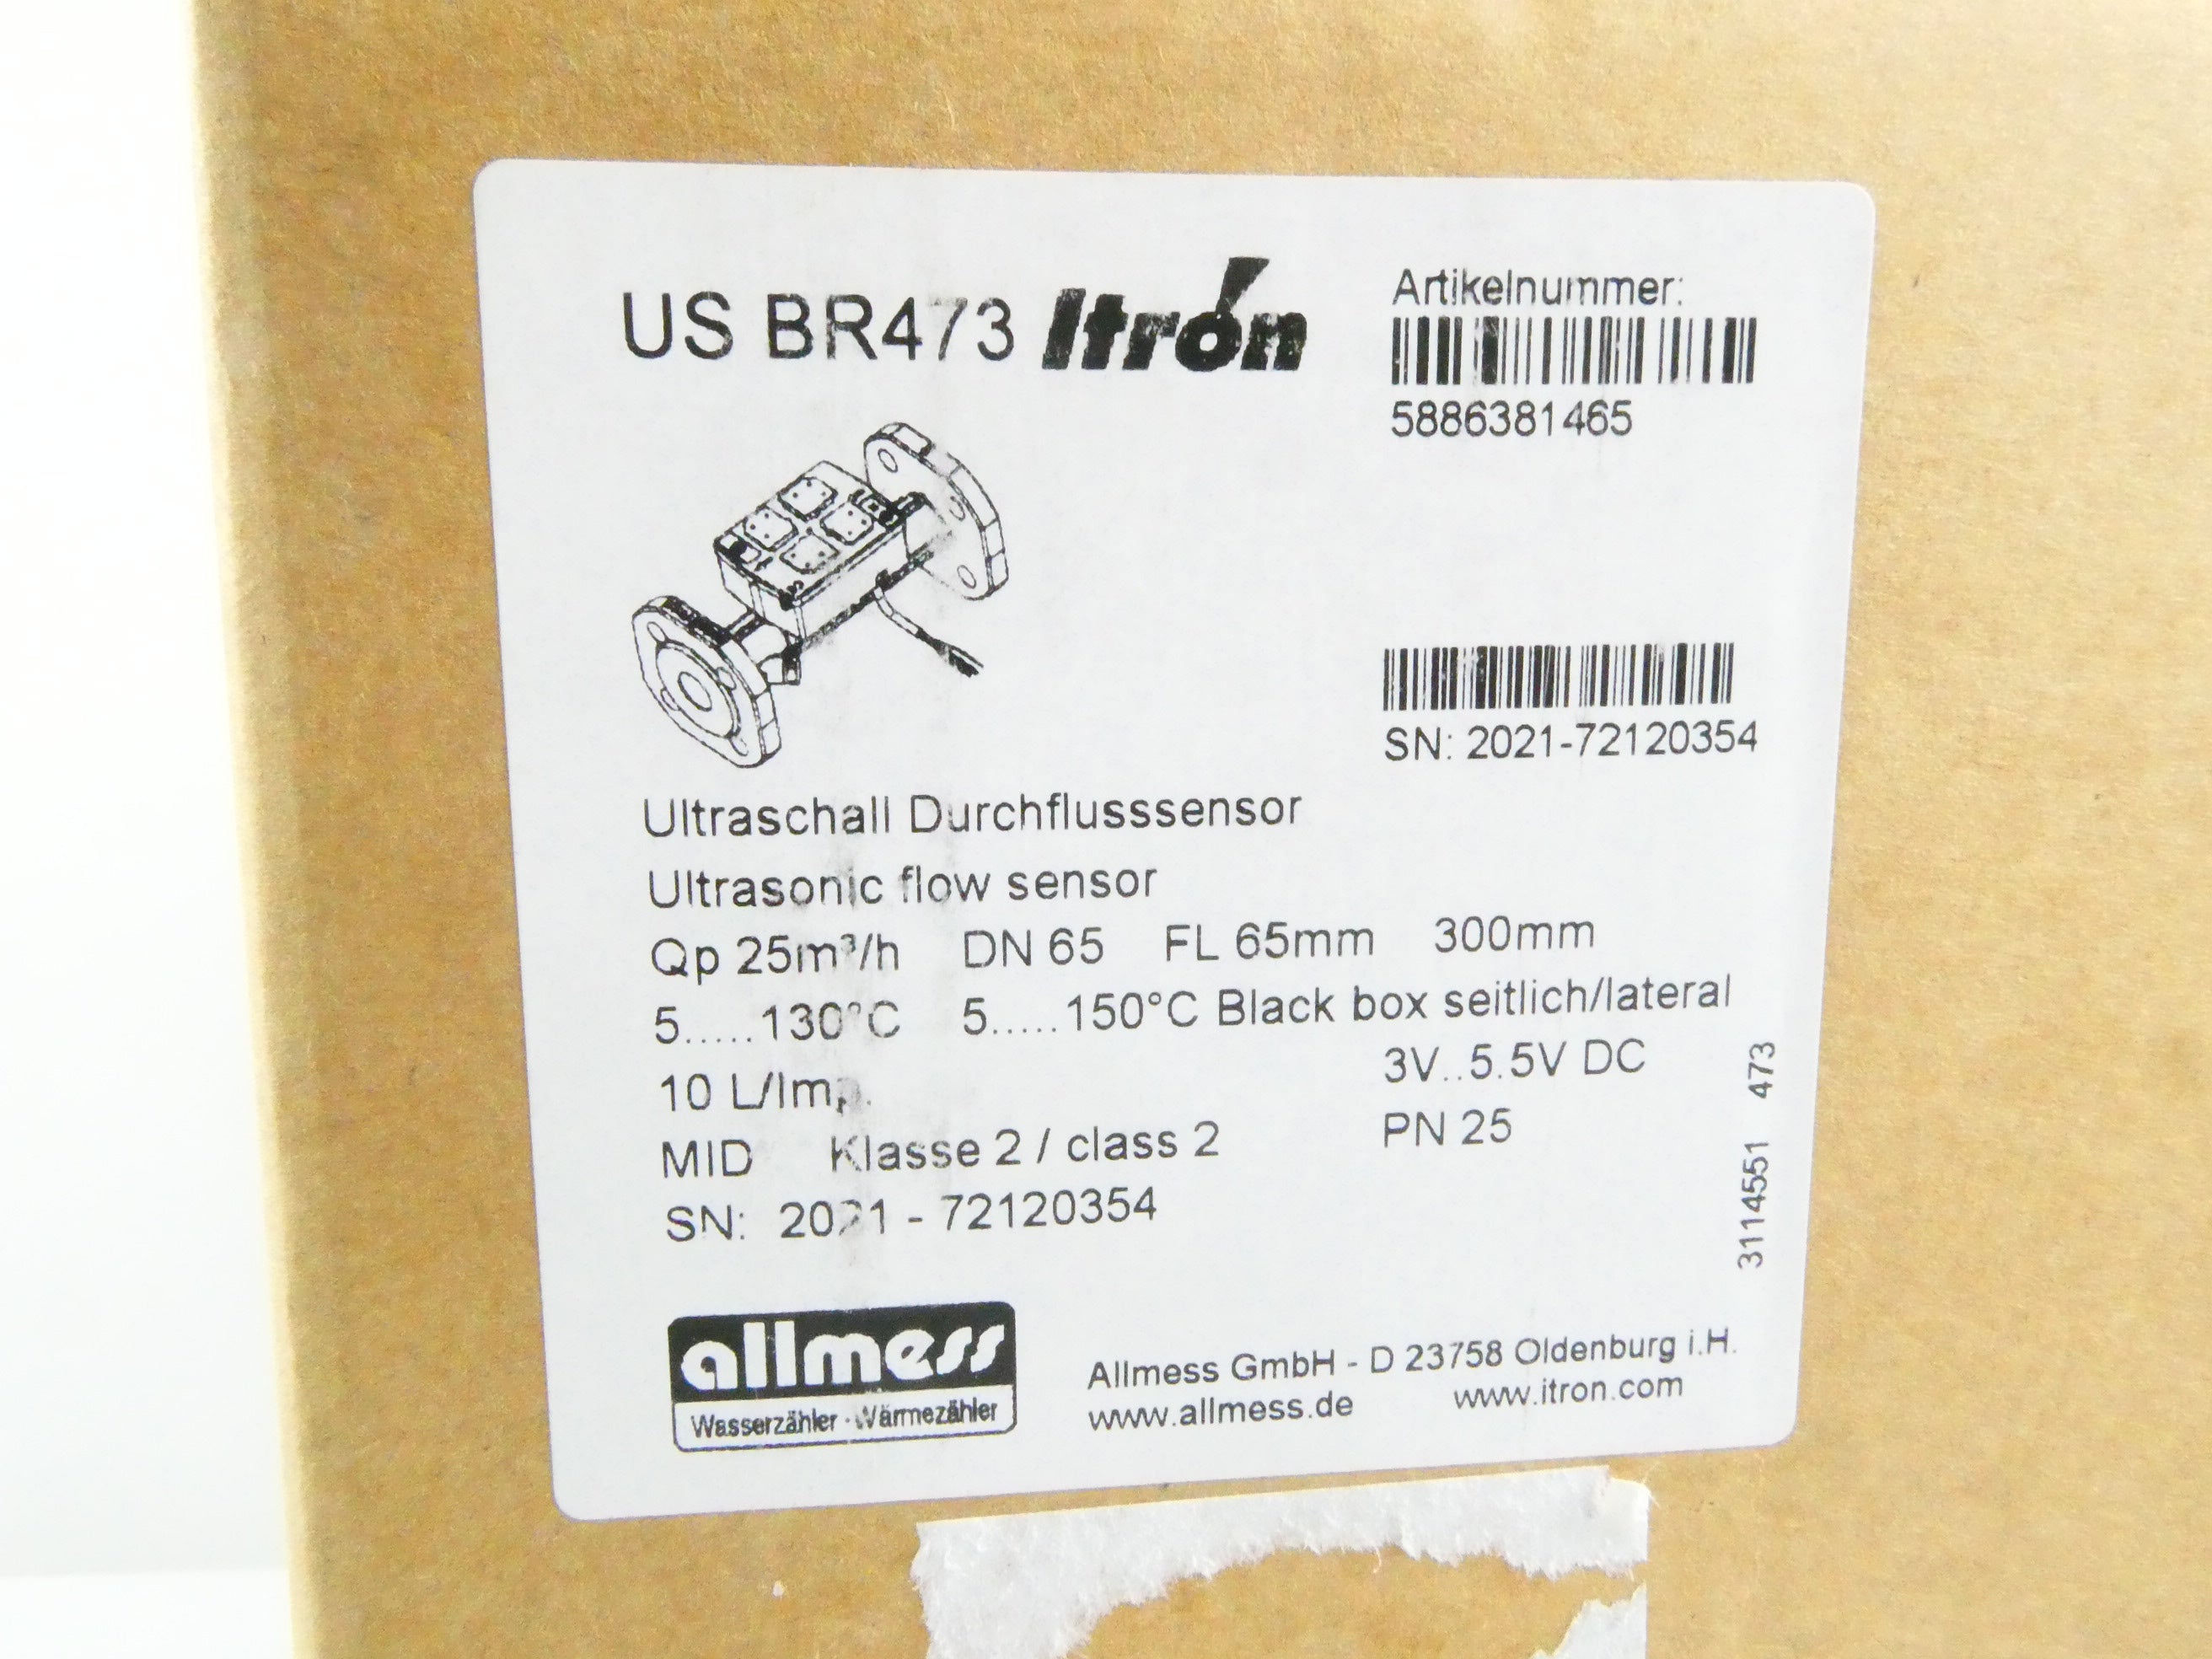 US BR473 Itrón
Artikelnummer:
5886381465
SN: 2021-72120354
Ultraschall Durchflusssensor
Ultrasonic flow sensor
Qp 25m³/h DN 65 FL 65mm 300mm
5.....130°C 5.....150°C Black box seitlich/lateral
10 L/Imp. 3V..5.5V DC
MID Klasse 2 / class 2 PN 25
SN: 2021 - 72120354
3114551 473
allmess
Wasserzähler · Wärmezähler
Allmess GmbH - D 23758 Oldenburg i.H.
www.allmess.de www.itron.com